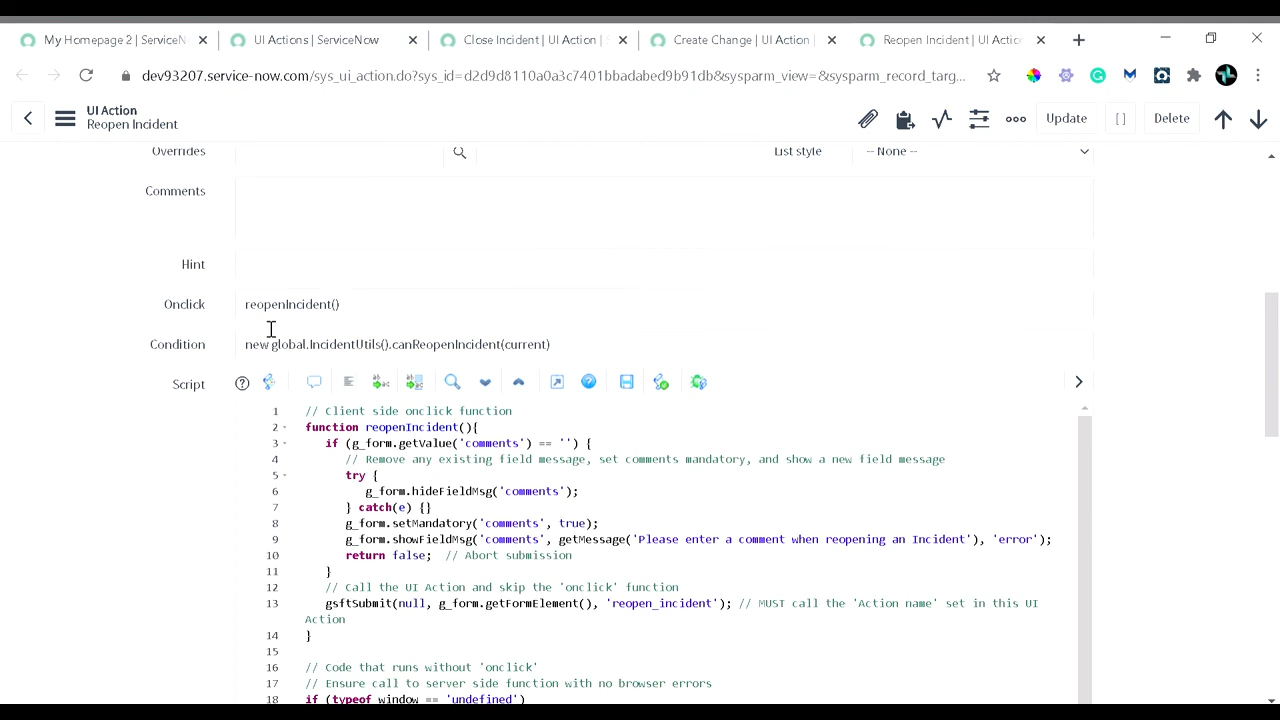 My Homepage 2 | ServiceN
UI Actions | ServiceNow
Close Incident | UI Action |
Create Change | UI Action |
Reopen Incident | UI Actio
dev93207.service-now.com/sys_ui_action.do?sys_id=d2d9d8110a0a3c7401bbadabed9b91db&sysparm_view=&sysparm_record_targ...
UI Action
Reopen Incident
Update
[ ]
Delete
Overrides
List style
-- None --
Comments
Hint
Onclick
reopenIncident()
Condition
new global.IncidentUtils().canReopenIncident(current)
Script
1 // Client side onclick function
2 function reopenIncident(){
3 if (g_form.getValue('comments') == '') {
4 // Remove any existing field message, set comments mandatory, and show a new field message
5 try {
6 g_form.hideFieldMsg('comments');
7 } catch(e) {}
8 g_form.setMandatory('comments', true);
9 g_form.showFieldMsg('comments', getMessage('Please enter a comment when reopening an Incident'), 'error');
10 return false; // Abort submission
11 }
12 // Call the UI Action and skip the 'onclick' function
13 gsftSubmit(null, g_form.getFormElement(), 'reopen_incident'); // MUST call the 'Action name' set in this UI
Action
14 }
15
16 // Code that runs without 'onclick'
17 // Ensure call to server side function with no browser errors
18 if (typeof window == 'undefined')